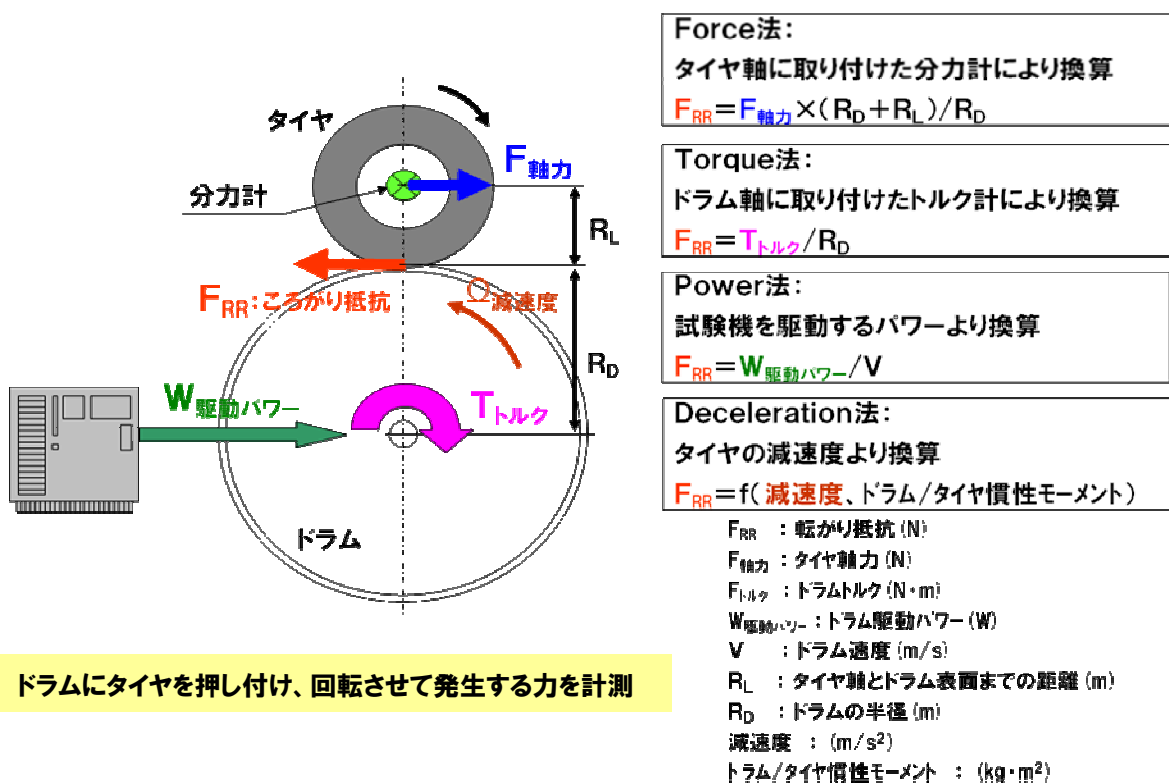 タイヤ
F軸力
分力計
RL
FRR:ころがり抵抗
Ω減速度
RD
W駆動パワー
Tトルク
ドラム
ドラムにタイヤを押し付け、回転させて発生する力を計測
Force法:
タイヤ軸に取り付けた分力計により換算
FRR=F軸力×(RD+RL)/RD
Torque法:
ドラム軸に取り付けたトルク計により換算
FRR=Tトルク/RD
Power法:
試験機を駆動するパワーより換算
FRR=W駆動パワー/V
Deceleration法:
タイヤの減速度より換算
FRR=f(減速度、ドラム/タイヤ慣性モーメント)
FRR :転がり抵抗(N)
F軸力 :タイヤ軸力(N)
Fトルク :ドラムトルク(N・m)
W駆動パワー:ドラム駆動パワー(W)
V :ドラム速度(m/s)
RL :タイヤ軸とドラム表面までの距離(m)
RD :ドラムの半径(m)
減速度 : (m/s²)
ドラム/タイヤ慣性モーメント : (kg・m²)